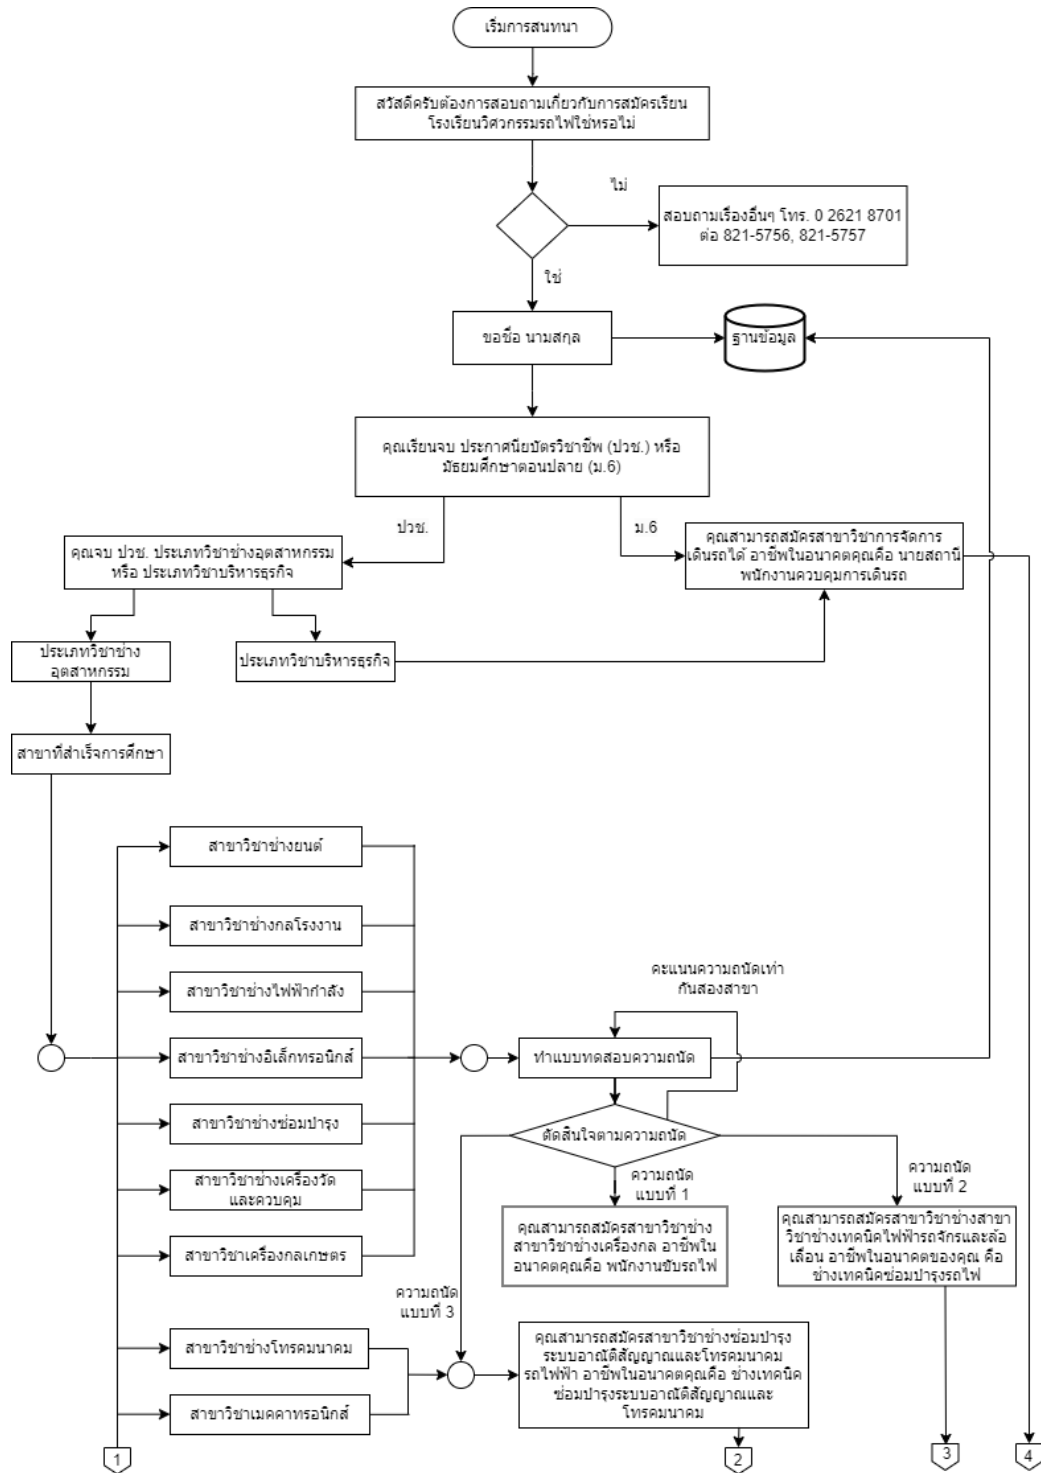 เริ่มการสนทนา
สวัสดีครับต้องการสอบถามเกี่ยวกับการสมัครเรียน
โรงเรียนวิศวกรรมรถไฟใช่หรอไม่
ไม่
สอบถามเรื่องอื่นๆ โทร. 0 2621 8701
ต่อ 821-5756, 821-5757
ใช่
ขอชื่อ นามสกุล
ฐานข้อมูล
คุณเรียนจบ ประกาศนียบัตรวิชาชีพ (ปวช.) หรือ
มัธยมศึกษาตอนปลาย (ม.6)
ปวช.
ม.6
คุณจบ ปวช. ประเภทวิชาช่างอุตสาหกรรม
หรือ ประเภทวิชาบริหารธุรกิจ
คุณสามารถสมัครสาขาวิชาการจัดการ
เดินรถได้ อาชีพในอนาคตคุณคือ นายสถานี
พนักงานควบคุมการเดินรถ
ประเภทวิชาช่าง
อุตสาหกรรม
ประเภทวิชาบริหารธุรกิจ
สาขาที่สำเร็จการศึกษา
สาขาวิชาช่างยนต์
สาขาวิชาช่างกลโรงงาน
สาขาวิชาช่างไฟฟ้ากำลัง
สาขาวิชาช่างอิเล็กทรอนิกส์
สาขาวิชาช่างซ่อมบำรุง
สาขาวิชาช่างเครื่องวัด
และควบคุม
สาขาวิชาเครื่องกลเกษตร
คะแนนความถนัดเท่า
กันสองสาขา
ทำแบบทดสอบความถนัด
ตัดสินใจตามความถนัด
ความถนัด
แบบที่ 1
ความถนัด
แบบที่ 2
คุณสามารถสมัครสาขาวิชาช่าง
สาขาวิชาช่างเครื่องกล อาชีพใน
อนาคตคุณคือ พนักงานขับรถไฟ
คุณสามารถสมัครสาขาวิชาช่างสาขา
วิชาช่างเทคนิคไฟฟ้ารถจักรและล้อ
เลื่อน อาชีพในอนาคตของคุณ คือ
ช่างเทคนิคซ่อมบำรุงรถไฟ
ความถนัด
แบบที่ 3
สาขาวิชาช่างโทรคมนาคม
สาขาวิชาเมคคาทรอนิกส์
คุณสามารถสมัครสาขาวิชาช่างซ่อมบำรุง
ระบบอาณัติสัญญาณและโทรคมนาคม
รถไฟฟ้า อาชีพในอนาคตคุณคือ ช่างเทคนิค
ซ่อมบำรุงระบบอาณัติสัญญาณและ
โทรคมนาคม
1
2
3
4